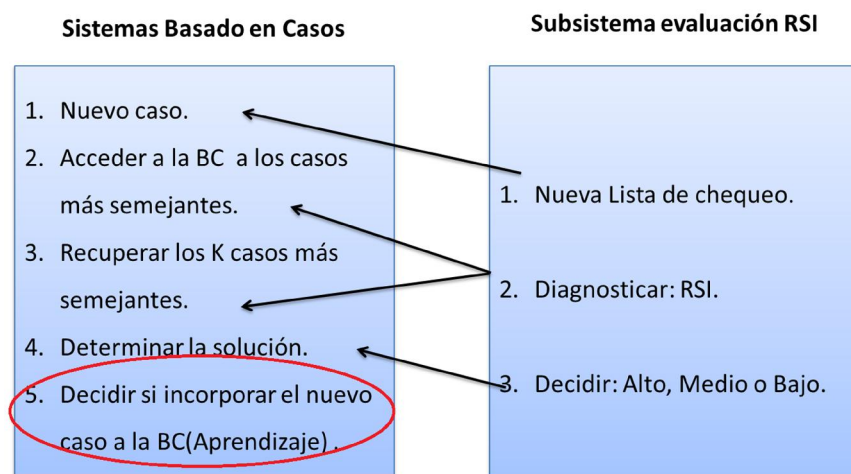 Sistemas Basado en Casos
1. Nuevo caso.
2. Acceder a la BC a los casos
más semejantes.
3. Recuperar los K casos más
semejantes.
4. Determinar la solución.
5. Decidir si incorporar el nuevo
caso a la BC(Aprendizaje) .
Subsistema evaluación RSI
1. Nueva Lista de chequeo.
2. Diagnosticar: RSI.
3. Decidir: Alto, Medio o Bajo.